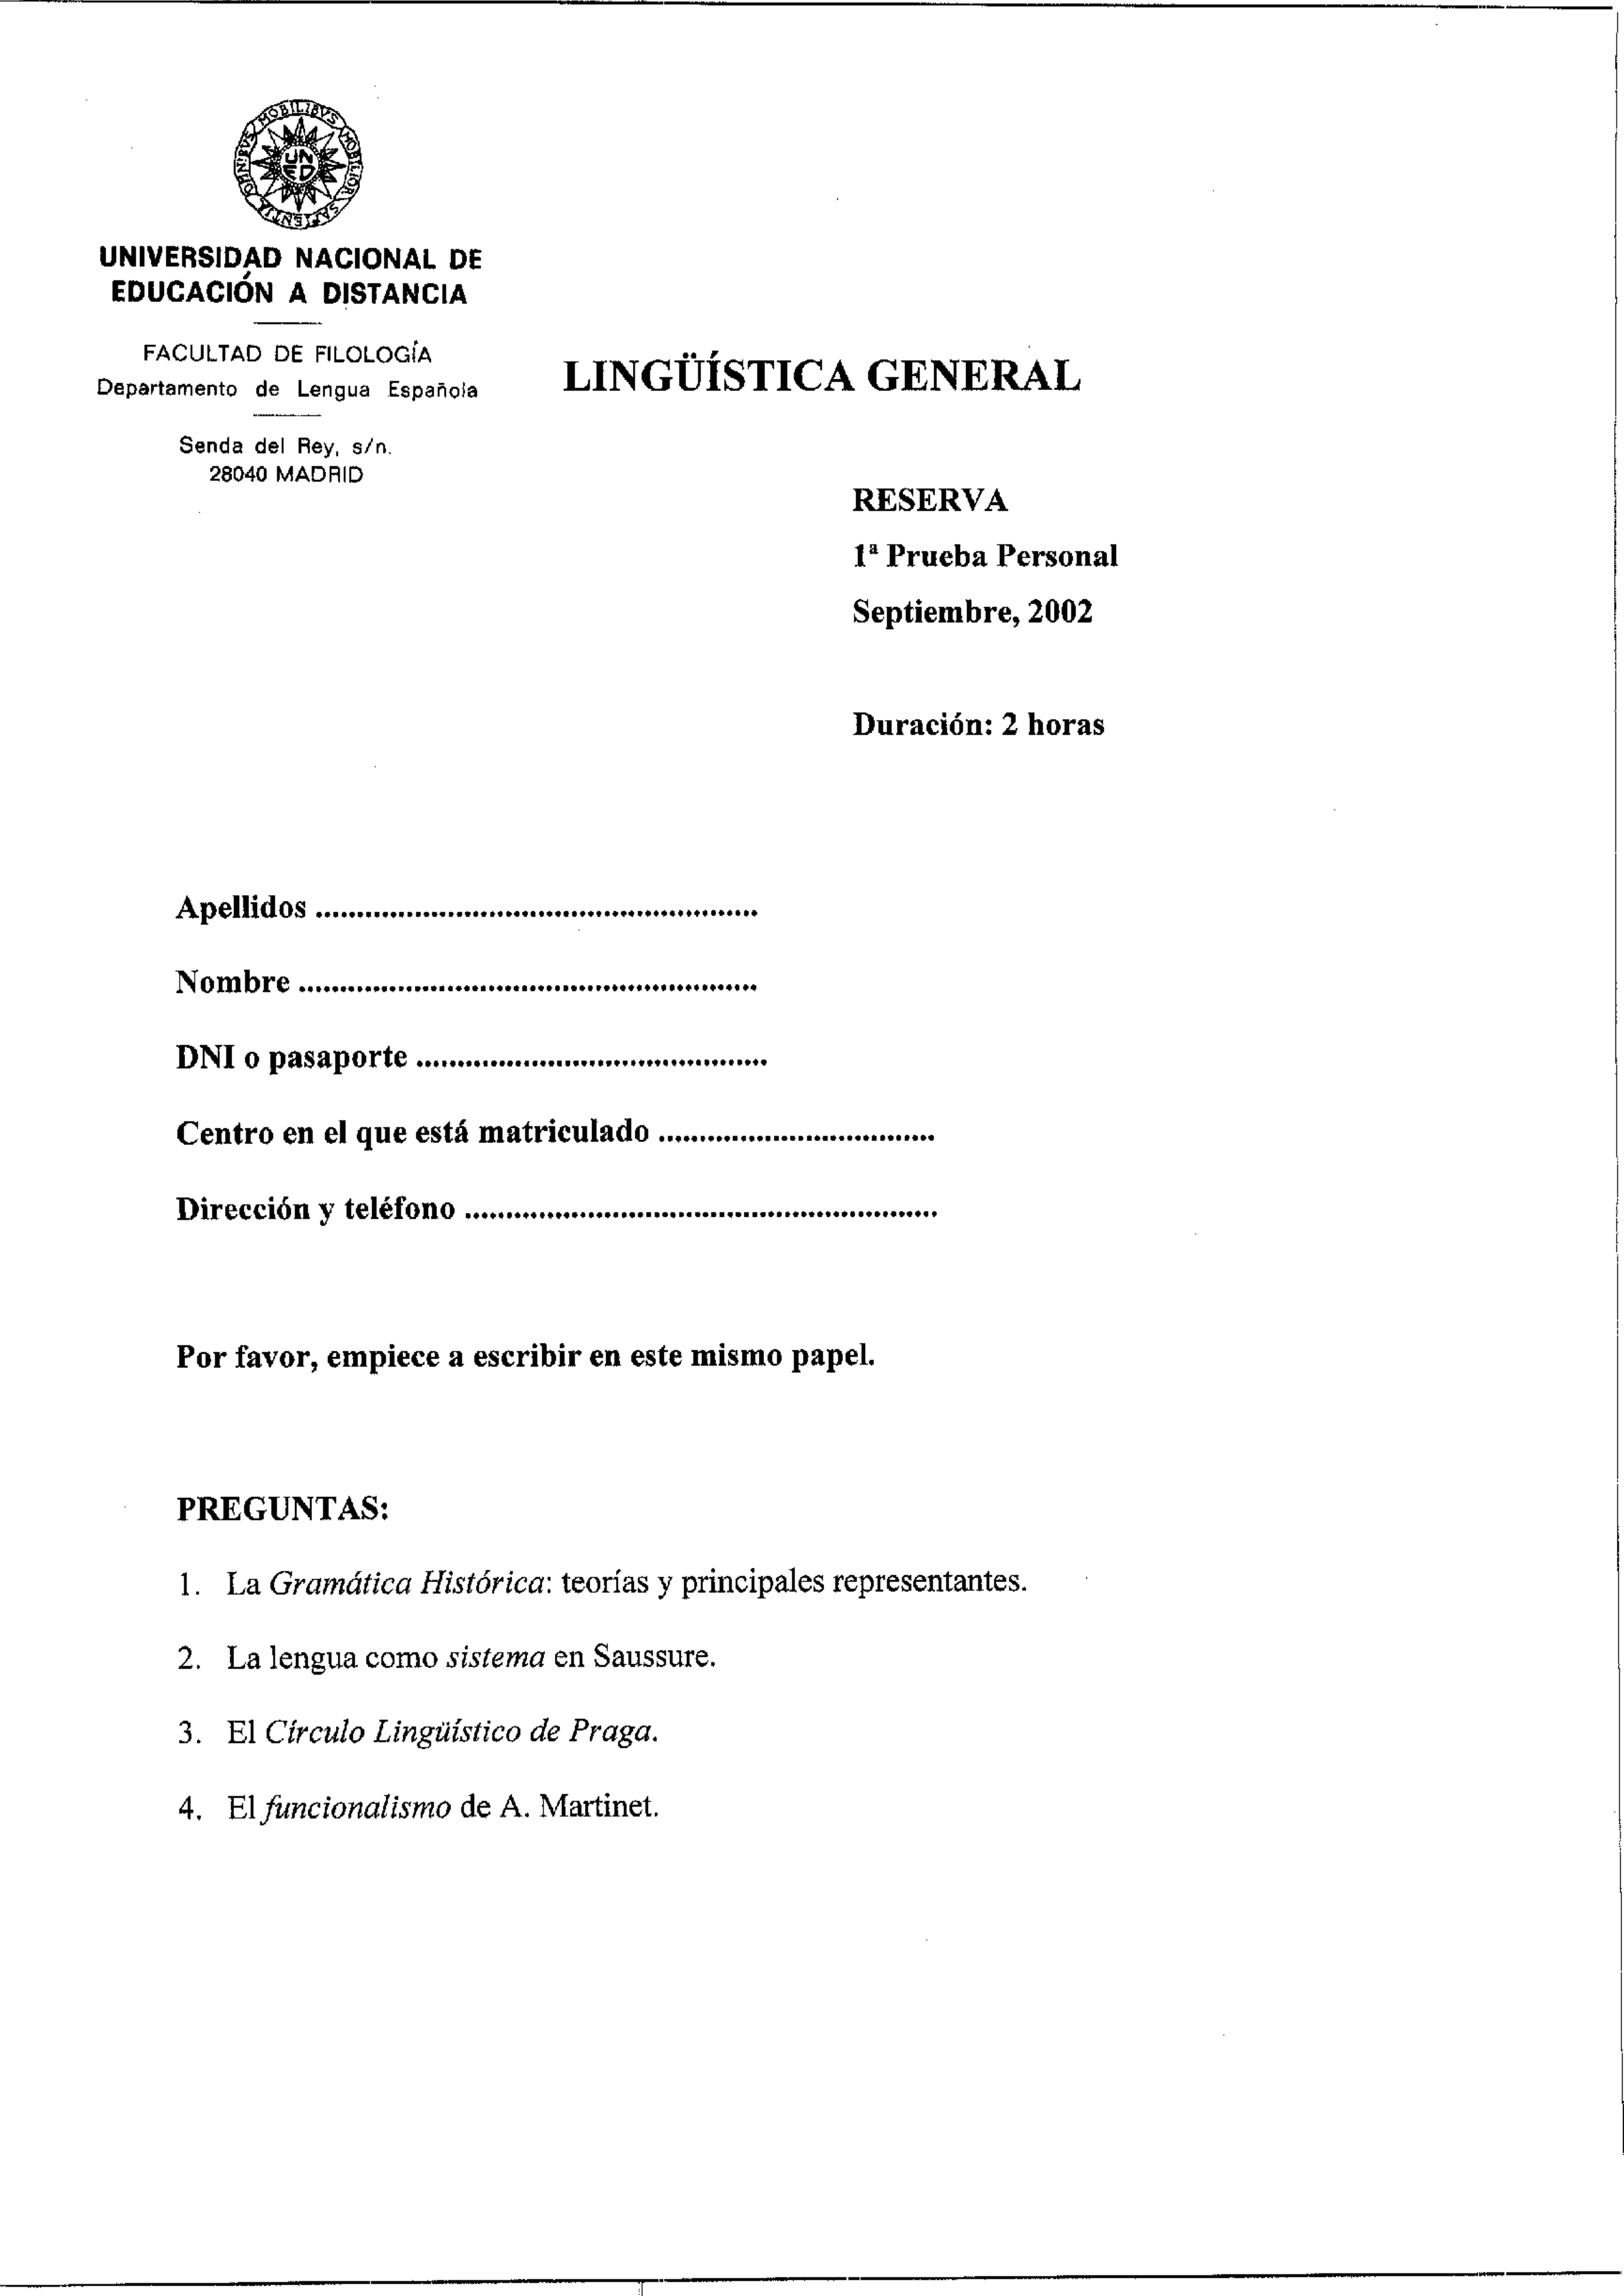 OMNIBVS MOBILIBVS MOBILIOR SAPIENTIA
UNED
UNIVERSIDAD NACIONAL DE
EDUCACIÓN A DISTANCIA
FACULTAD DE FILOLOGÍA
Departamento de Lengua Española
Senda del Rey, s/n.
28040 MADRID
LINGÜÍSTICA GENERAL
RESERVA
1ª Prueba Personal
Septiembre, 2002
Duración: 2 horas
Apellidos ......................................................
Nombre ........................................................
DNI o pasaporte ...........................................
Centro en el que está matriculado ..................................
Dirección y teléfono ..........................................................
Por favor, empiece a escribir en este mismo papel.
PREGUNTAS:
1. La Gramática Histórica: teorías y principales representantes.
2. La lengua como sistema en Saussure.
3. El Círculo Lingüístico de Praga.
4. El funcionalismo de A. Martinet.